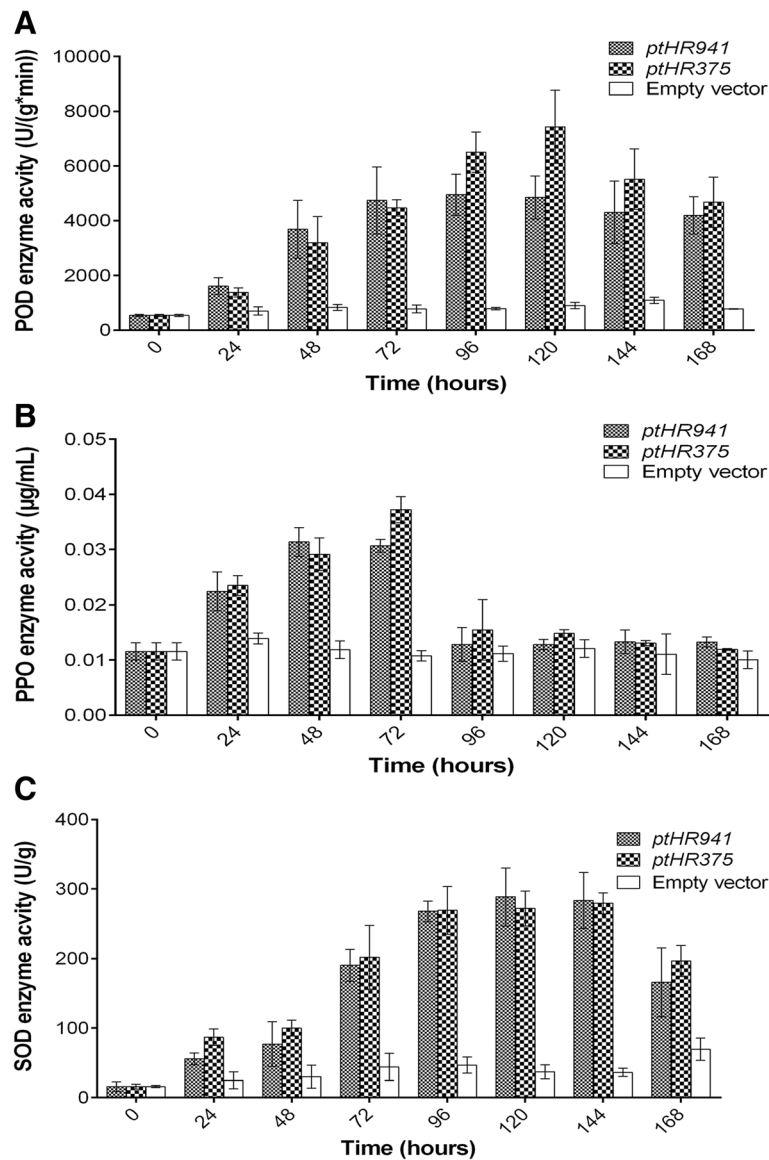 A
POD enzyme acvity (U/(g*min))
10000
8000
6000
4000
2000
0
ptHR941
ptHR375
Empty vector
0 24 48 72 96 120 144 168
Time (hours)
B
PPO enzyme acvity (µg/mL)
0.05
0.04
0.03
0.02
0.01
0.00
ptHR941
ptHR375
Empty vector
0 24 48 72 96 120 144 168
Time (hours)
C
SOD enzyme acvity (U/g)
400
300
200
100
0
ptHR941
ptHR375
Empty vector
0 24 48 72 96 120 144 168
Time (hours)